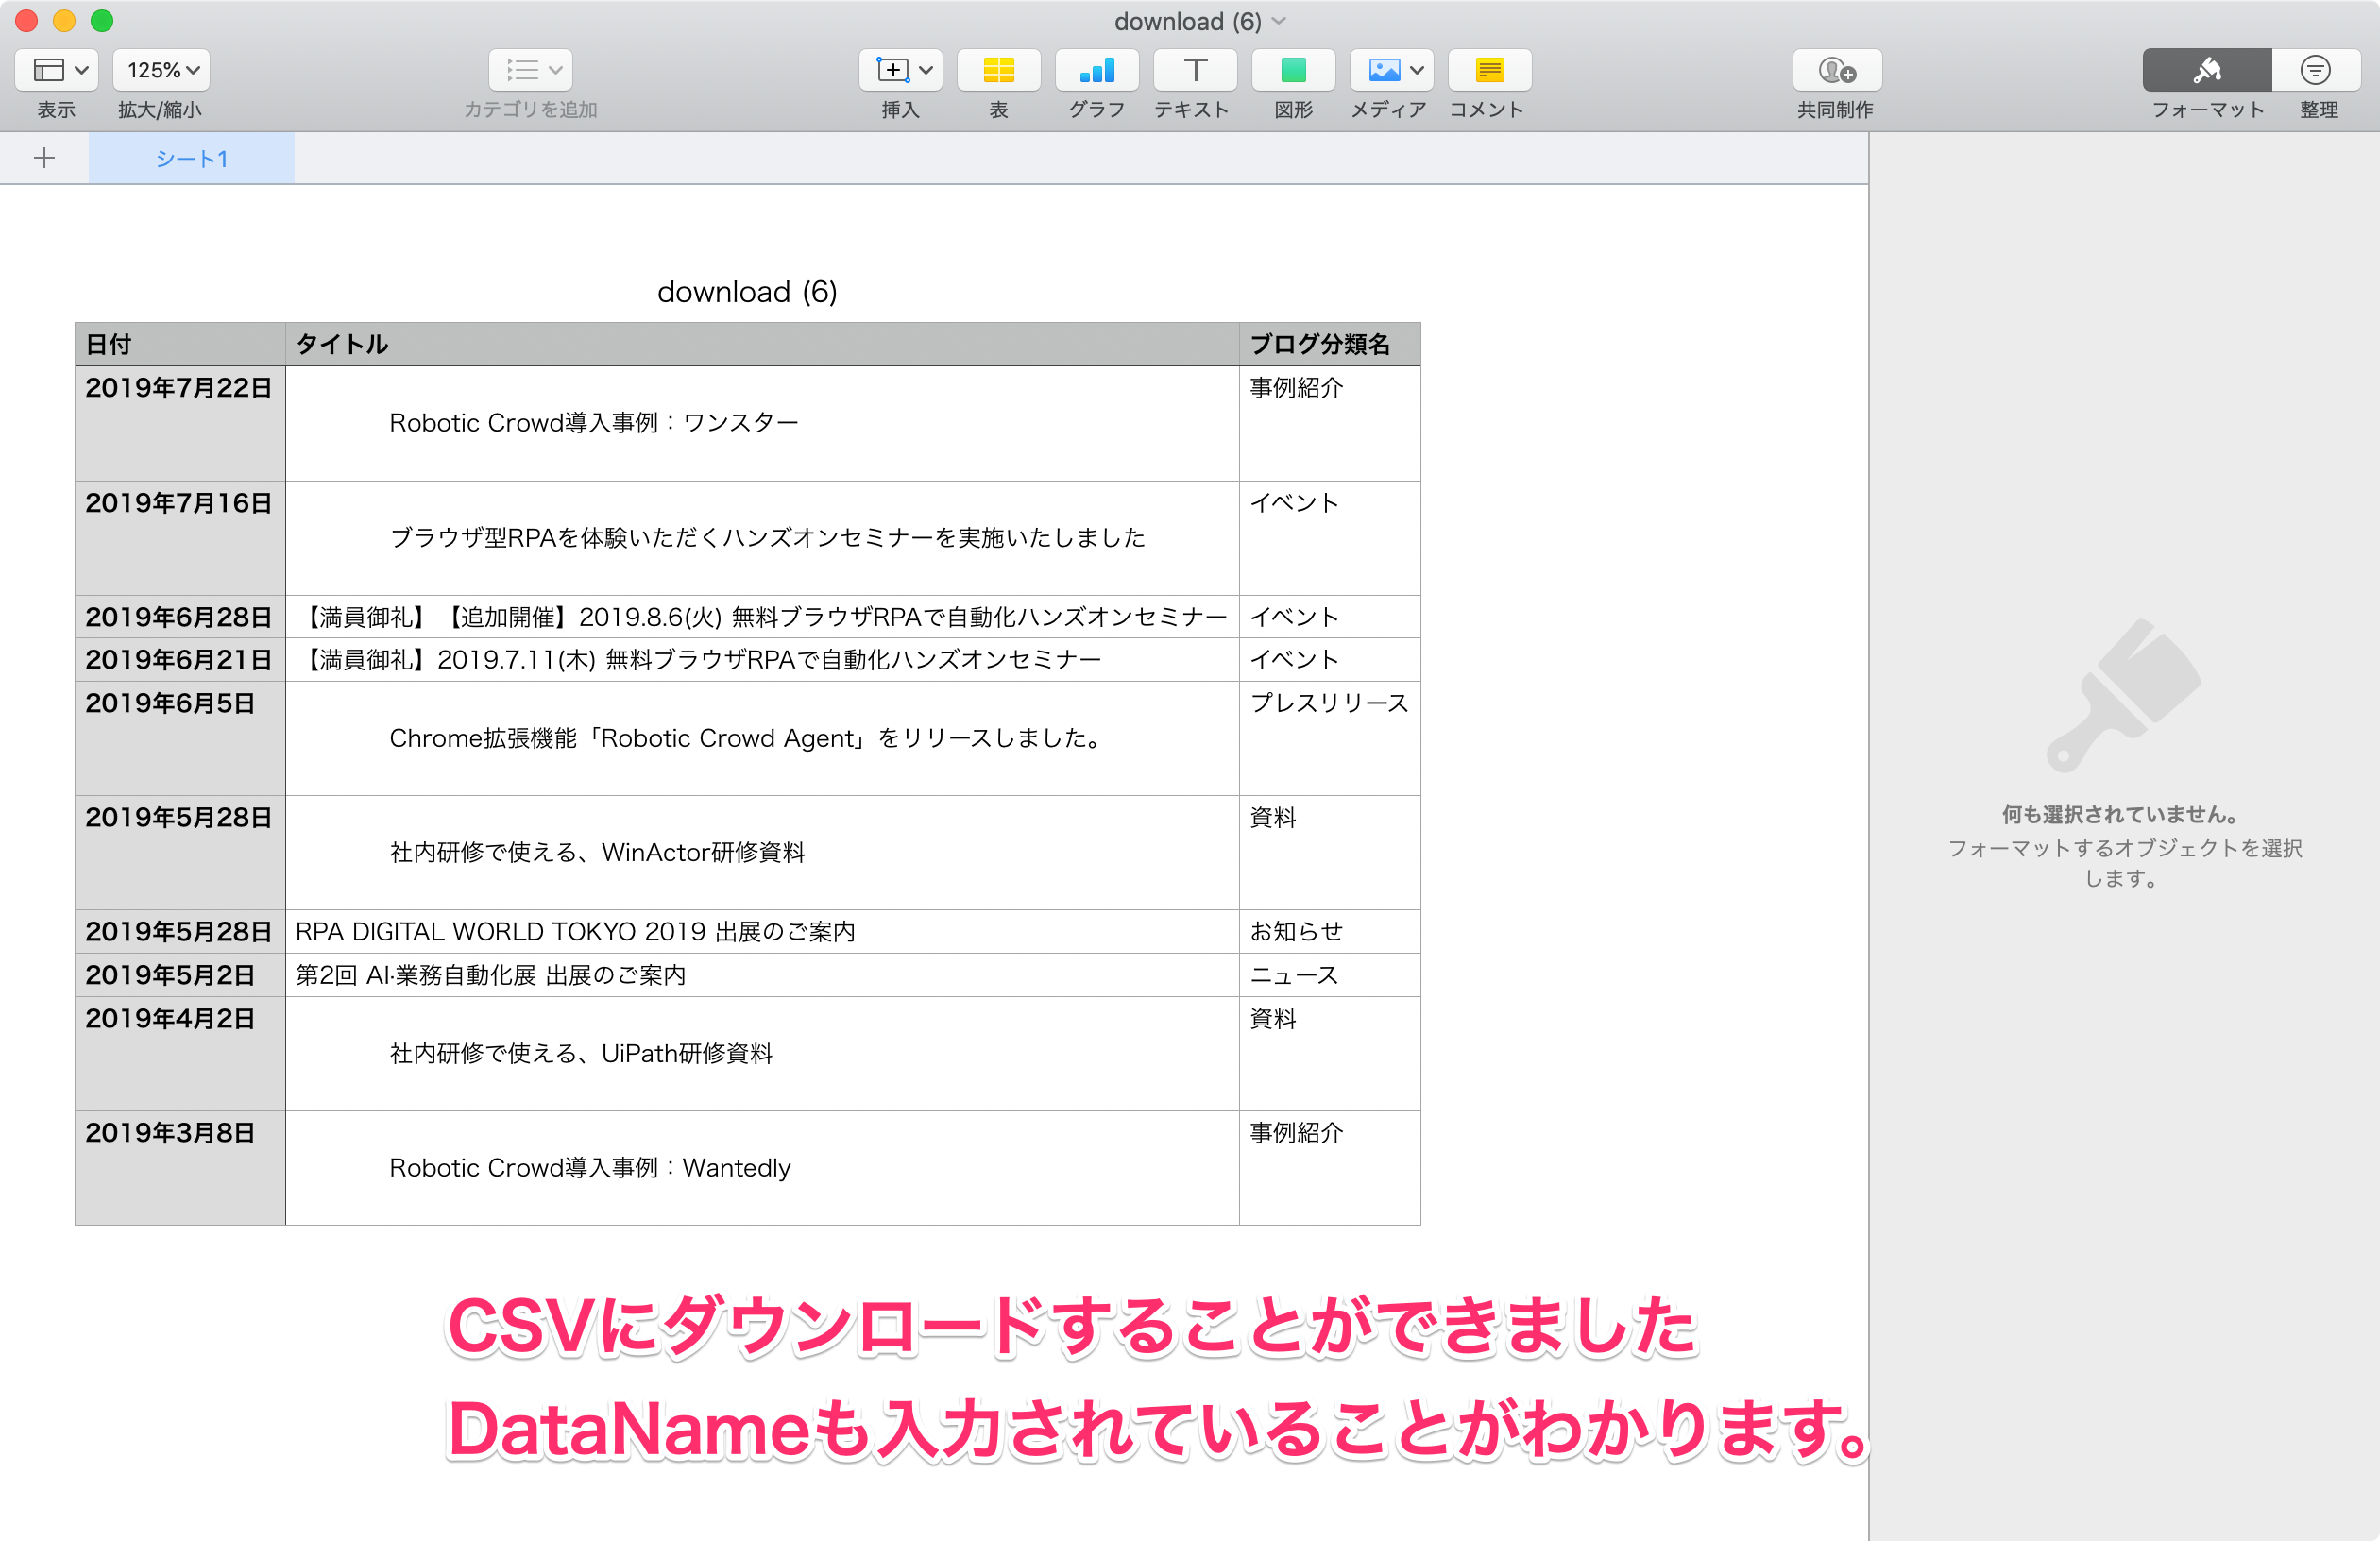 download (6)
125%
表示
拡大/縮小
カテゴリを追加
挿入
表
グラフ
テキスト
図形
メディア
コメント
共同制作
フォーマット
整理
シート1
download (6)
日付 タイトル ブログ分類名
2019年7月22日 Robotic Crowd導入事例：ワンスター 事例紹介
2019年7月16日 ブラウザ型RPAを体験いただくハンズオンセミナーを実施いたしました イベント
2019年6月28日 【満員御礼】【追加開催】2019.8.6(火) 無料ブラウザRPAで自動化ハンズオンセミナー イベント
2019年6月21日 【満員御礼】2019.7.11(木) 無料ブラウザRPAで自動化ハンズオンセミナー イベント
2019年6月5日 Chrome拡張機能「Robotic Crowd Agent」をリリースしました。 プレスリリース
2019年5月28日 社内研修で使える、WinActor研修資料 資料
2019年5月28日 RPA DIGITAL WORLD TOKYO 2019 出展のご案内 お知らせ
2019年5月2日 第2回 AI·業務自動化展 出展のご案内 ニュース
2019年4月2日 社内研修で使える、UiPath研修資料 資料
2019年3月8日 Robotic Crowd導入事例：Wantedly 事例紹介
何も選択されていません。
フォーマットするオブジェクトを選択
します。
CSVにダウンロードすることができました
DataNameも入力されていることがわかります。